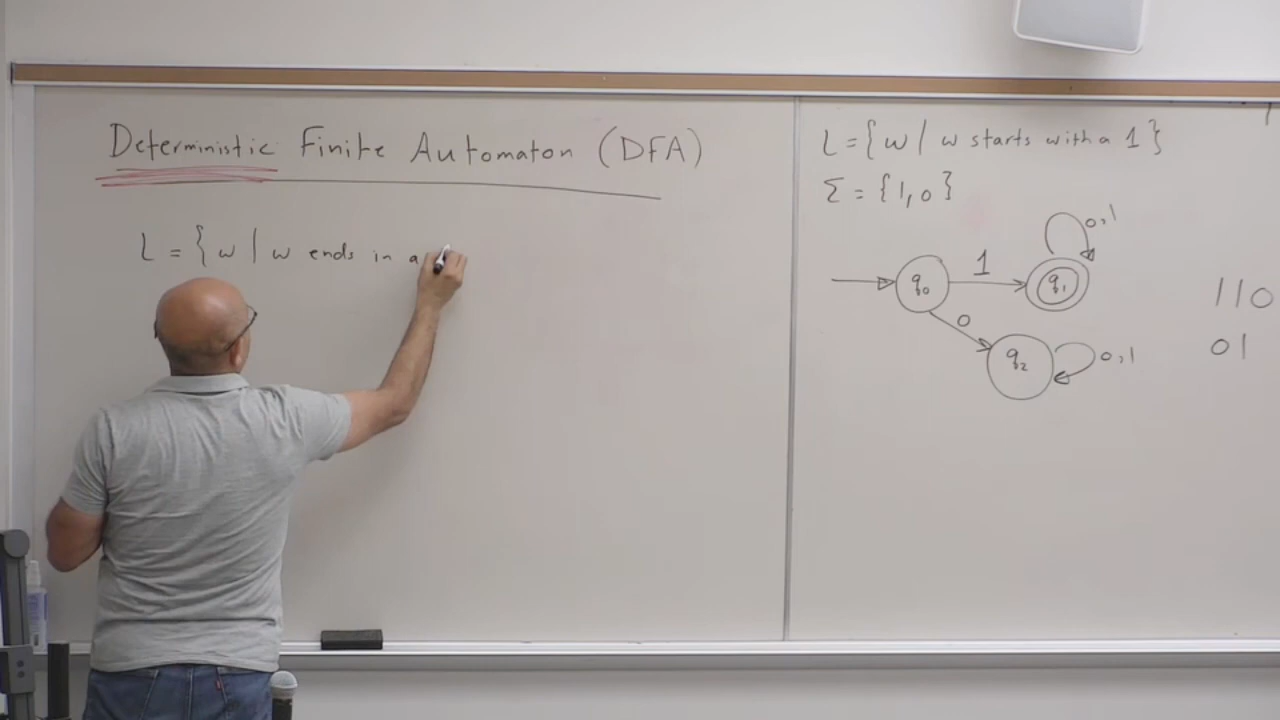 Deterministic Finite Automaton (DFA)
L = { w | w ends in a
L = { w | w starts with a 1 }
Σ = { 1, 0 }
0,1
1
q0
q1
110
0
q2
0,1
01